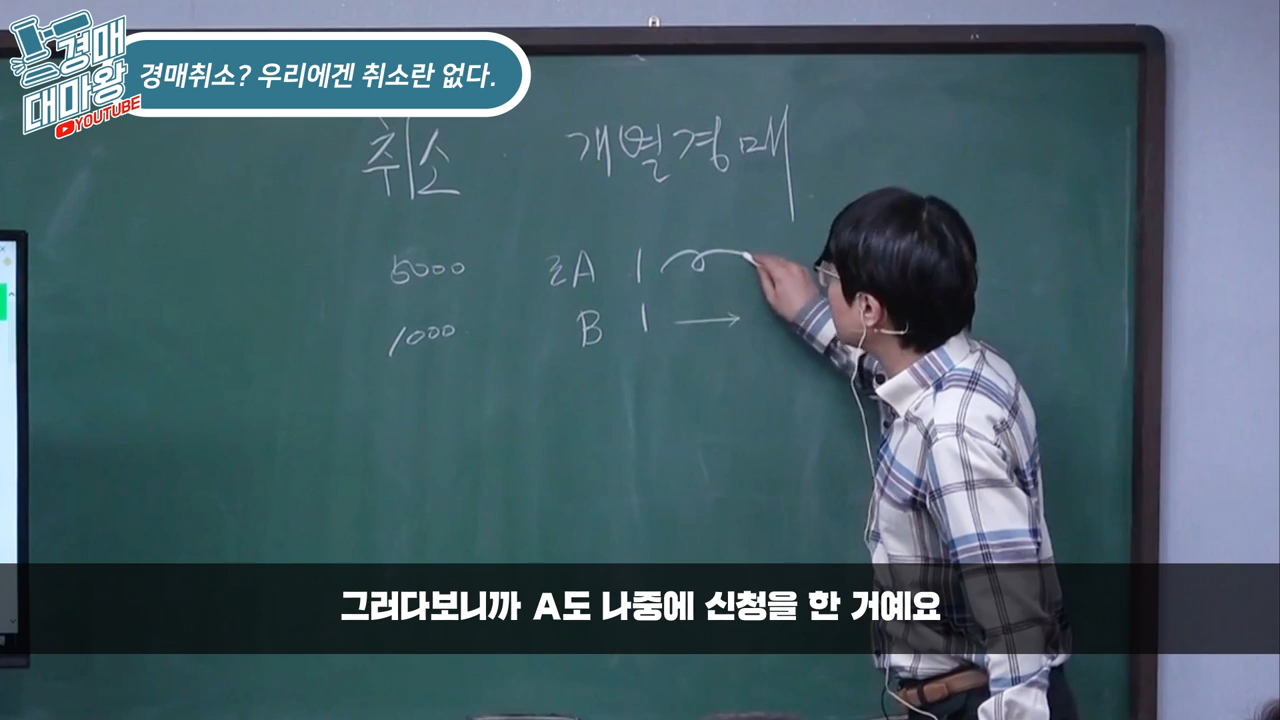 경매
대마왕
YOUTUBE
경매취소? 우리에겐 취소란 없다.
취소 개별경매
5000 2A 1
1000 B 1 →
그러다보니까 A도 나중에 신청을 한 거예요